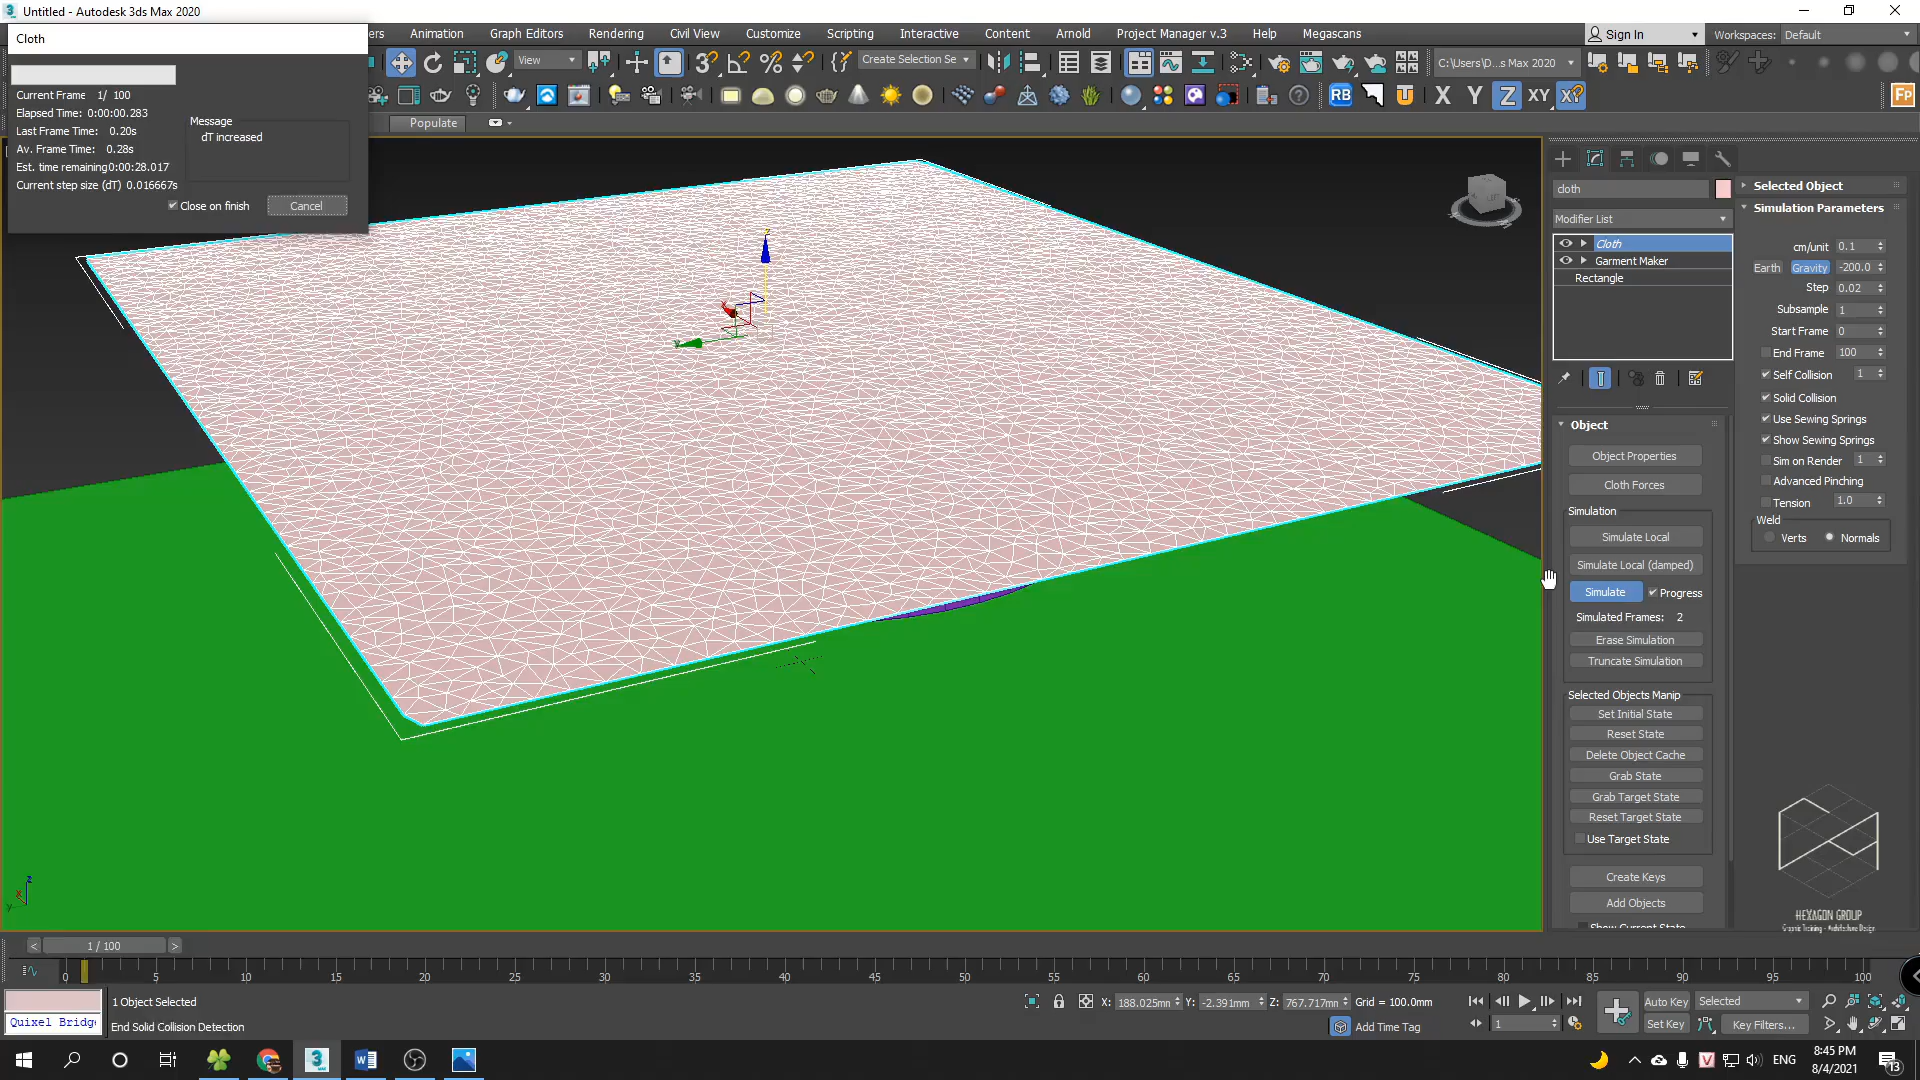 Untitled - Autodesk 3ds Max 2020
Cloth
Animation Graph Editors Rendering Civil View Customize Scripting Interactive Content Arnold Project Manager v.3 Help Megascans
Sign In
Workspaces: Default
View
Create Selection Se
C:\Users\D...s Max 2020
RB X Y Z XY XY
Fp
Populate
Current Frame 1/ 100
Elapsed Time: 0:00:00.283
Last Frame Time: 0.20s
Av. Frame Time: 0.28s
Est. time remaining0:00:28.017
Current step size (dT) 0.016667s
Message
dT increased
Close on finish
Cancel
z
x
y
cloth
Modifier List
Cloth
Garment Maker
Rectangle
Object
Object Properties
Cloth Forces
Simulation
Simulate Local
Simulate Local (damped)
Simulate
Progress
Simulated Frames: 2
Erase Simulation
Truncate Simulation
Selected Objects Manip
Set Initial State
Reset State
Delete Object Cache
Grab State
Grab Target State
Reset Target State
Use Target State
Create Keys
Add Objects
Show Current State
Selected Object
Simulation Parameters
cm/unit 0.1
Earth Gravity -200.0
Step 0.02
Subsample 1
Start Frame 0
End Frame 100
Self Collision 1
Solid Collision
Use Sewing Springs
Show Sewing Springs
Sim on Render 1
Advanced Pinching
Tension 1.0
Weld
Verts Normals
HEXAGON GROUP
Graphic Training - Architecture Design
z
x
y
< 1 / 100 >
0 5 10 15 20 25 30 35 40 45 50 55 60 65 70 75 80 85 90 95 100
1 Object Selected
X: 188.025mm Y: -2.391mm Z: 767.717mm Grid = 100.0mm
Auto Key Selected
Quixel Bridge
End Solid Collision Detection
Add Time Tag
1
Set Key Key Filters...
ENG
8:45 PM
8/4/2021
13